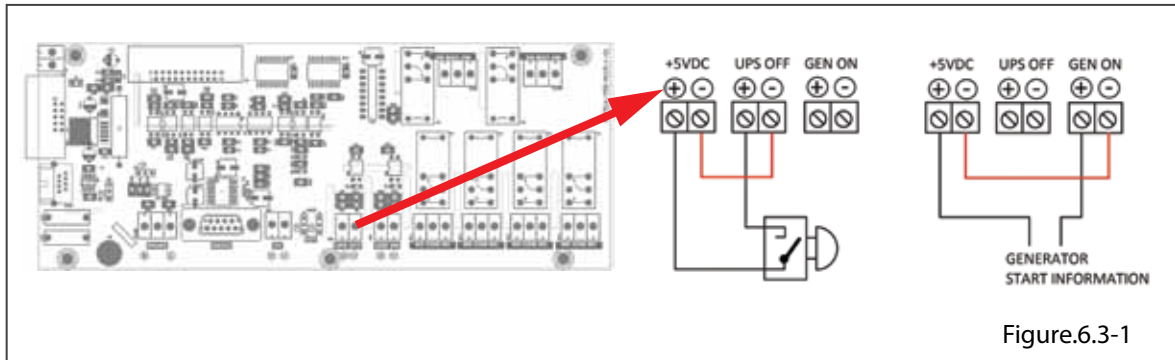 +5VDC UPS OFF GEN ON
+ - + - + -
+5VDC UPS OFF GEN ON
+ - + - + -
GENERATOR
START INFORMATION
Figure.6.3-1